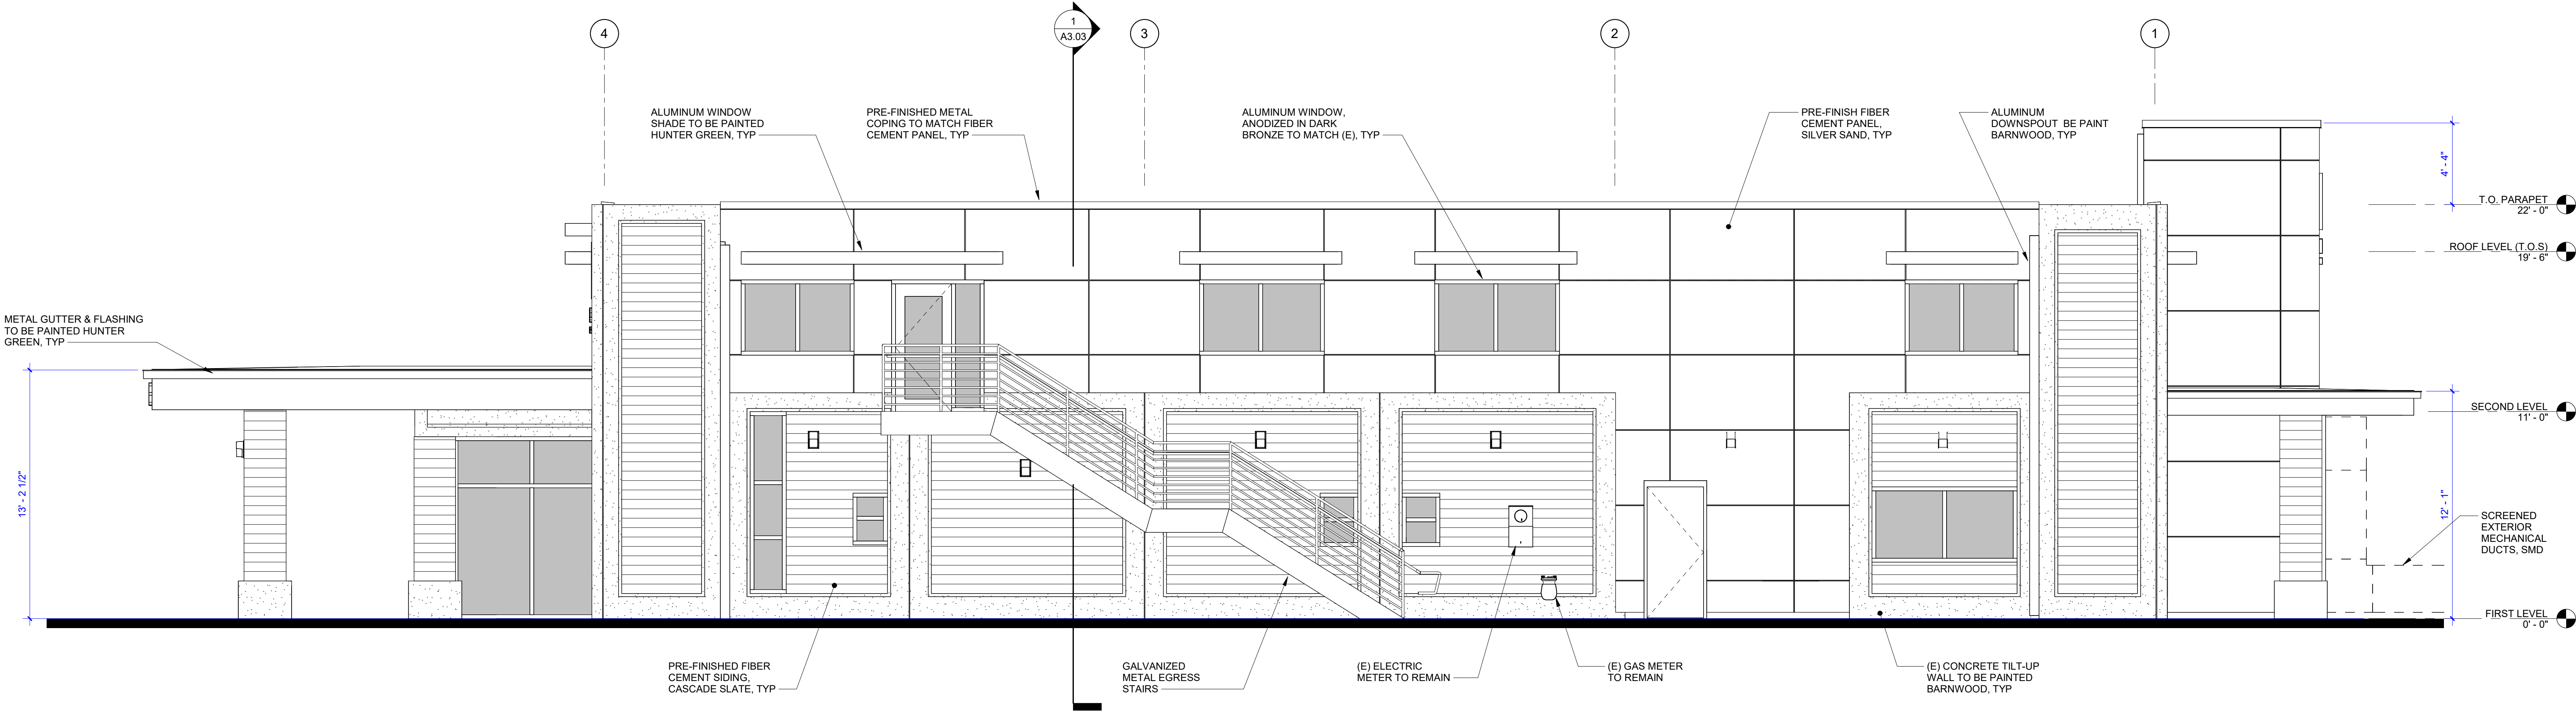 4
1
A3.03
3
2
1
ALUMINUM WINDOW
SHADE TO BE PAINTED
HUNTER GREEN, TYP
PRE-FINISHED METAL
COPING TO MATCH FIBER
CEMENT PANEL, TYP
ALUMINUM WINDOW,
ANODIZED IN DARK
BRONZE TO MATCH (E), TYP
PRE-FINISH FIBER
CEMENT PANEL,
SILVER SAND, TYP
ALUMINUM
DOWNSPOUT BE PAINT
BARNWOOD, TYP
4' - 4"
T.O. PARAPET
22' - 0"
ROOF LEVEL (T.O.S)
19' - 6"
METAL GUTTER & FLASHING
TO BE PAINTED HUNTER
GREEN, TYP
SECOND LEVEL
11' - 0"
13' - 2 1/2"
12' - 1"
SCREENED
EXTERIOR
MECHANICAL
DUCTS, SMD
FIRST LEVEL
0' - 0"
PRE-FINISHED FIBER
CEMENT SIDING,
CASCADE SLATE, TYP
GALVANIZED
METAL EGRESS
STAIRS
(E) ELECTRIC
METER TO REMAIN
(E) GAS METER
TO REMAIN
(E) CONCRETE TILT-UP
WALL TO BE PAINTED
BARNWOOD, TYP